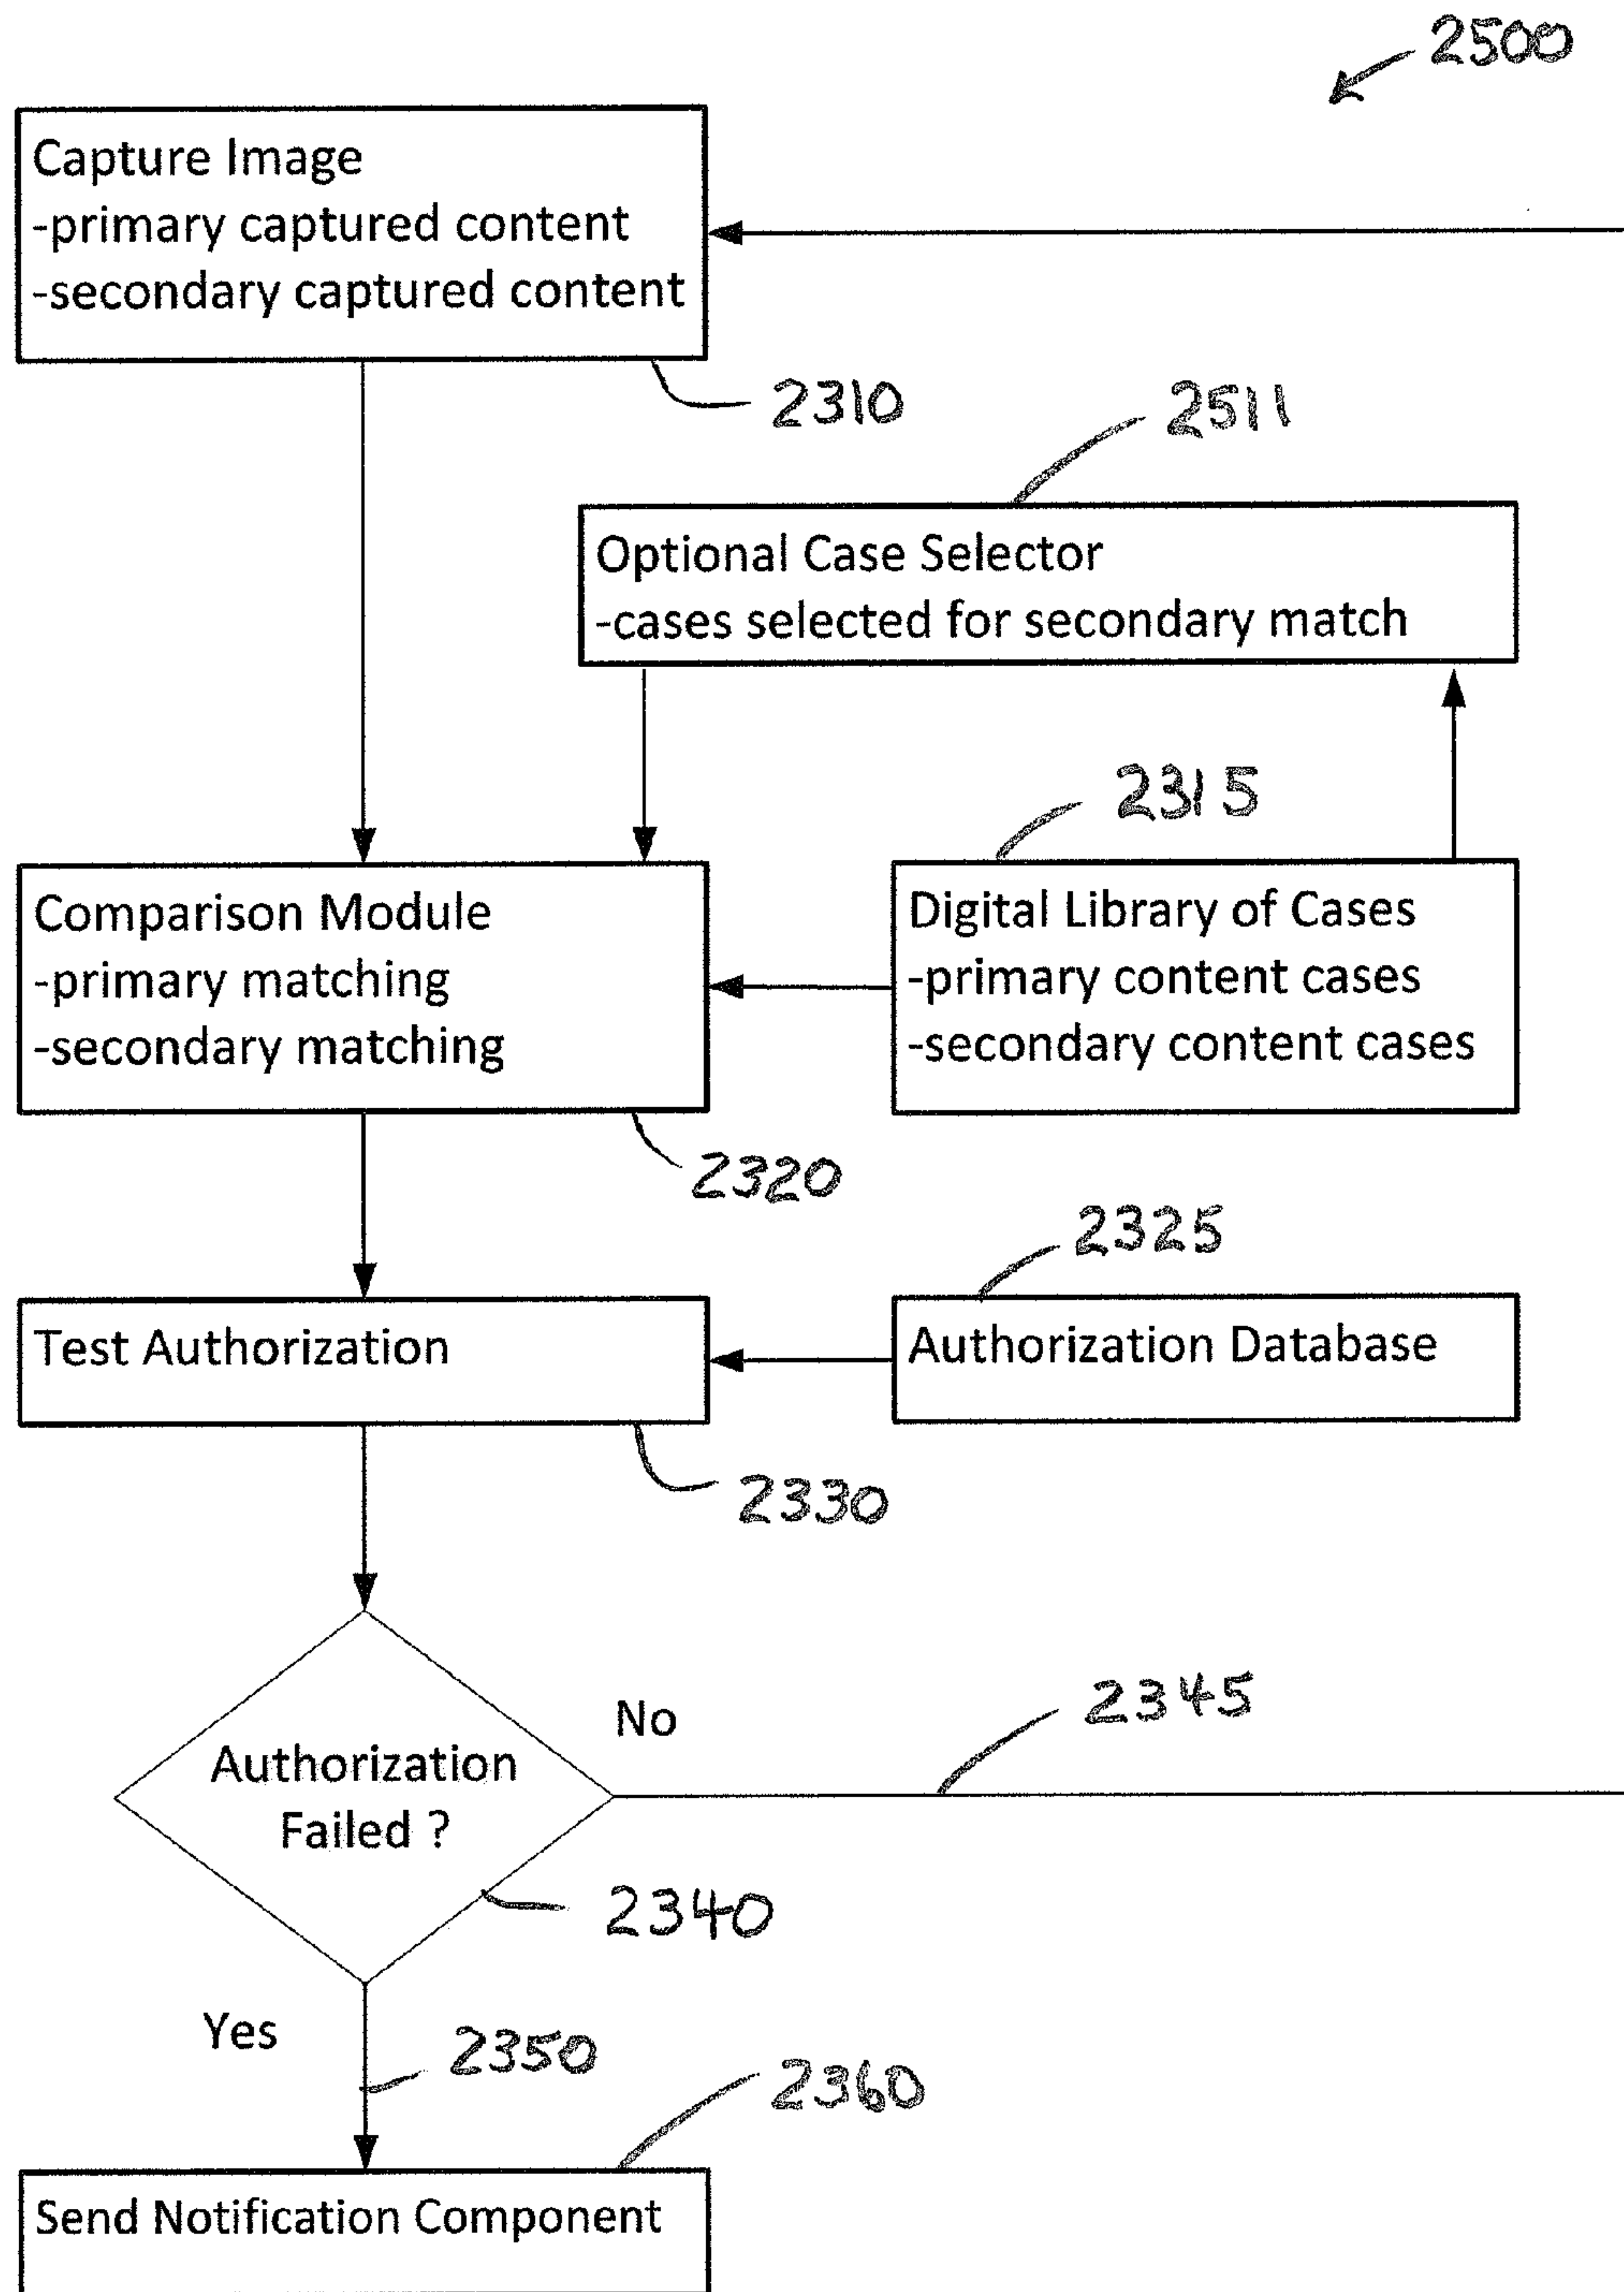 2500
Capture Image
-primary captured content
-secondary captured content
2310
2511
Optional Case Selector
-cases selected for secondary match
2315
Comparison Module
-primary matching
-secondary matching
Digital Library of Cases
-primary content cases
-secondary content cases
2320
2325
Test Authorization
Authorization Database
2330
No
2345
Authorization
Failed ?
2340
Yes
2350
2360
Send Notification Component